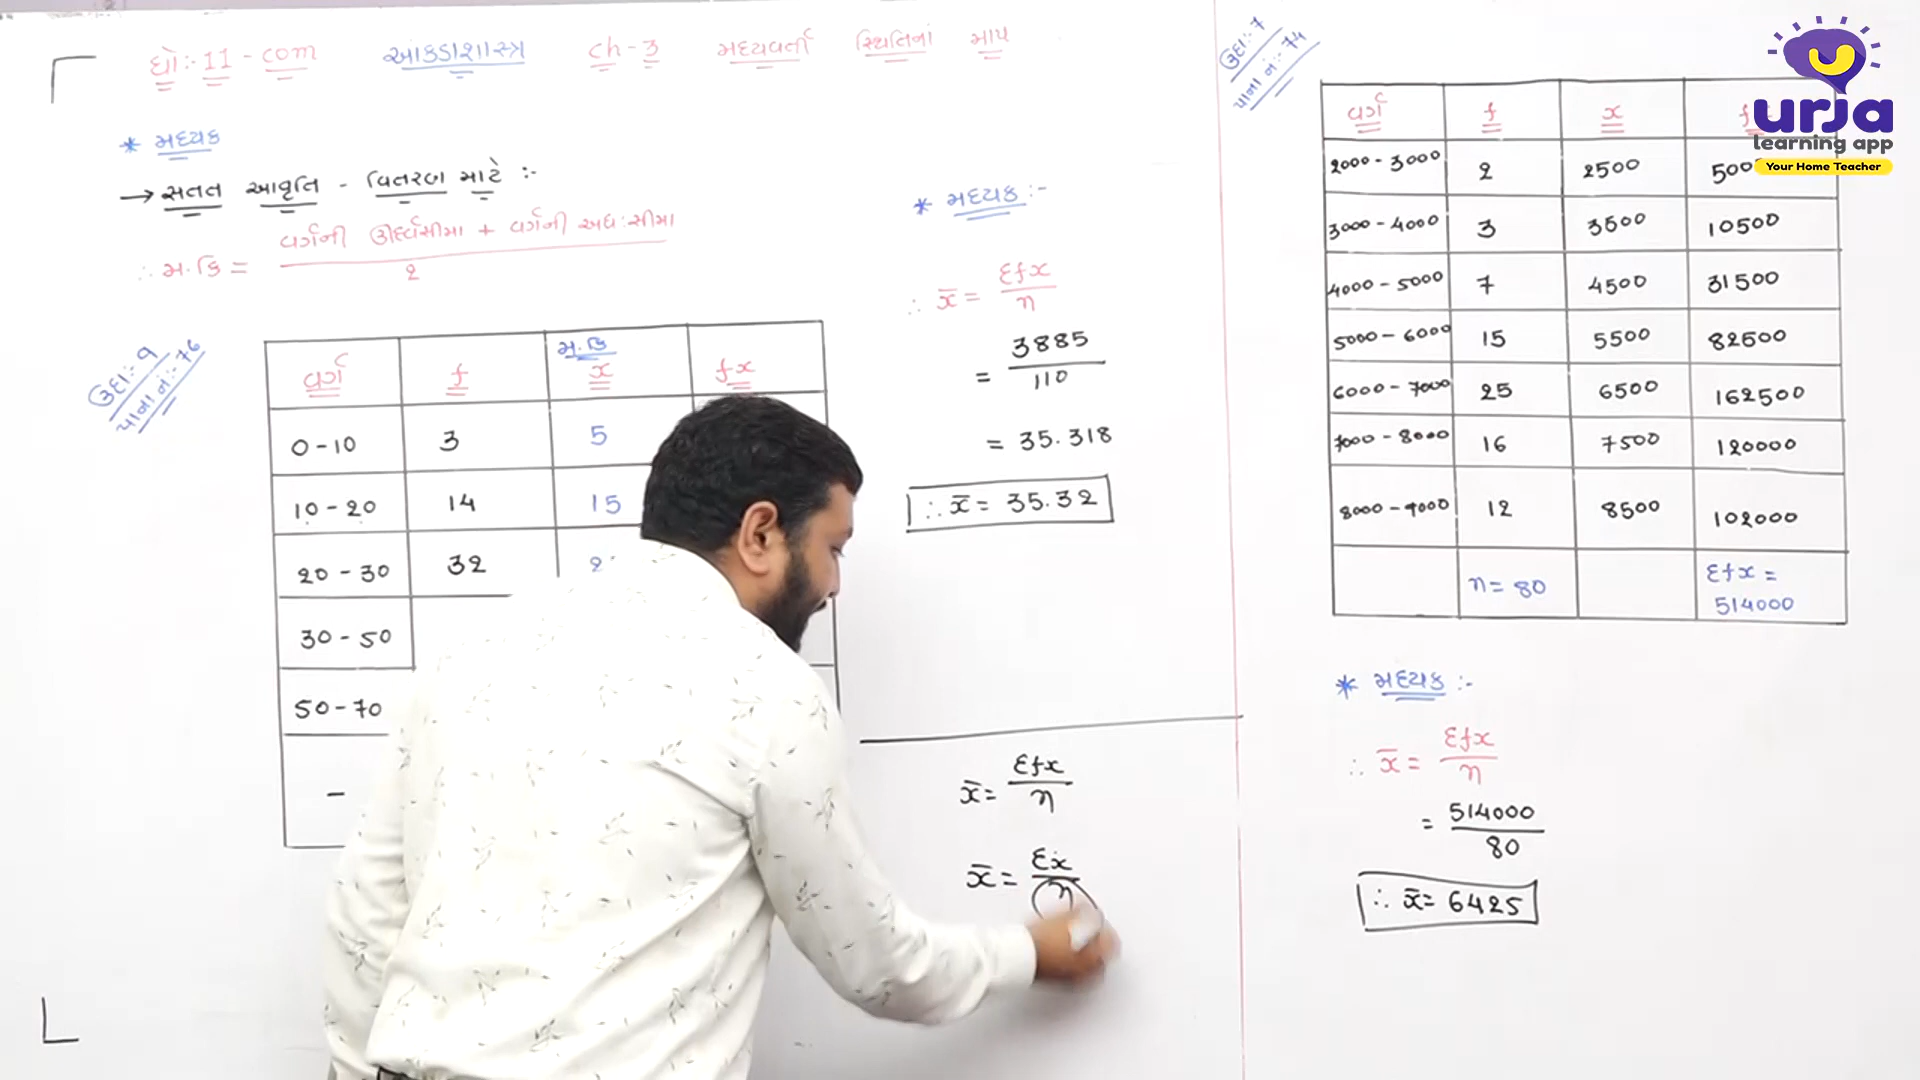 ધો:- 11 - com આંકડાશાસ્ત્ર ch-3 મધ્યવર્તી સ્થિતિનાં માપ
* મધ્યક
→ સતત આવૃત્તિ - વિતરણ માટે :-
∴ મ.કિં = વર્ગની ઊર્ધ્વસીમા + વર્ગની અધ:સીમા
2
ઉદા:-9
પાના નં:-76
વર્ગ f મ.કિં x fx
0-10 3 5
10-20 14 15
20-30 32 2
30-50
50-70
-
* મધ્યક :-
∴ x̄ = Σfx / n
= 3885 / 110
= 35.318
∴ x̄ = 35.32
x̄ = Σfx / n
x̄ = Σx / n
ઉદા:-7
પાના નં:-74
વર્ગ f x f
2000-3000 2 2500 500
3000-4000 3 3500 10500
4000-5000 7 4500 31500
5000-6000 15 5500 82500
6000-7000 25 6500 162500
7000-8000 16 7500 120000
8000-9000 12 8500 102000
n = 80 Σfx =
514000
* મધ્યક :-
∴ x̄ = Σfx / n
= 514000 / 80
∴ x̄ = 6425
urja
learning app
Your Home Teacher